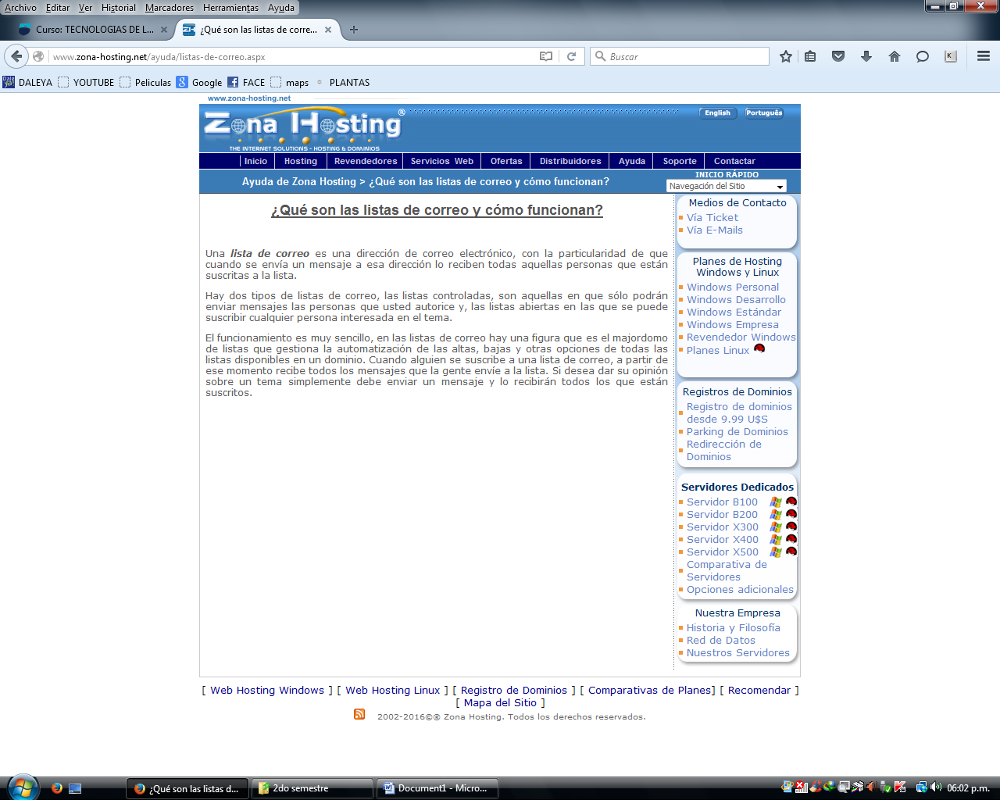 Archivo Editar Ver Historial Marcadores Herramientas Ayuda
Curso: TECNOLOGIAS DE L...
¿Qué son las listas de corre...
www.zona-hosting.net/ayuda/listas-de-correo.aspx
Buscar
DALEYA YOUTUBE Peliculas Google FACE maps PLANTAS
www.zona-hosting.net
Zona Hosting ®
THE INTERNET SOLUTIONS - HOSTING & DOMINIOS
English Português
Inicio Hosting Revendedores Servicios Web Ofertas Distribuidores Ayuda Soporte Contactar
Ayuda de Zona Hosting > ¿Qué son las listas de correo y cómo funcionan?
INICIO RÁPIDO
Navegación del Sitio
¿Qué son las listas de correo y cómo funcionan?
Una lista de correo es una dirección de correo electrónico, con la particularidad de que
cuando se envía un mensaje a esa dirección lo reciben todas aquellas personas que están
suscritas a la lista.
Hay dos tipos de listas de correo, las listas controladas, son aquellas en que sólo podrán
enviar mensajes las personas que usted autorice y, las listas abiertas en las que se puede
suscribir cualquier persona interesada en el tema.
El funcionamiento es muy sencillo, en las listas de correo hay una figura que es el majordomo
de listas que gestiona la automatización de las altas, bajas y otras opciones de todas las
listas disponibles en un dominio. Cuando alguien se suscribe a una lista de correo, a partir de
ese momento recibe todos los mensajes que la gente envíe a la lista. Si desea dar su opinión
sobre un tema simplemente debe enviar un mensaje y lo recibirán todos los que están
suscritos.
Medios de Contacto
Vía Ticket
Vía E-Mails
Planes de Hosting
Windows y Linux
Windows Personal
Windows Desarrollo
Windows Estándar
Windows Empresa
Revendedor Windows
Planes Linux
Registros de Dominios
Registro de dominios
desde 9.99 U$S
Parking de Dominios
Redirección de
Dominios
Servidores Dedicados
Servidor B100
Servidor B200
Servidor X300
Servidor X400
Servidor X500
Comparativa de
Servidores
Opciones adicionales
Nuestra Empresa
Historia y Filosofía
Red de Datos
Nuestros Servidores
[ Web Hosting Windows ] [ Web Hosting Linux ] [ Registro de Dominios ] [ Comparativas de Planes] [ Recomendar ]
[ Mapa del Sitio ]
2002-2016©® Zona Hosting. Todos los derechos reservados.
¿Qué son las listas d...
2do semestre
Document1 - Micro...
06:02 p.m.